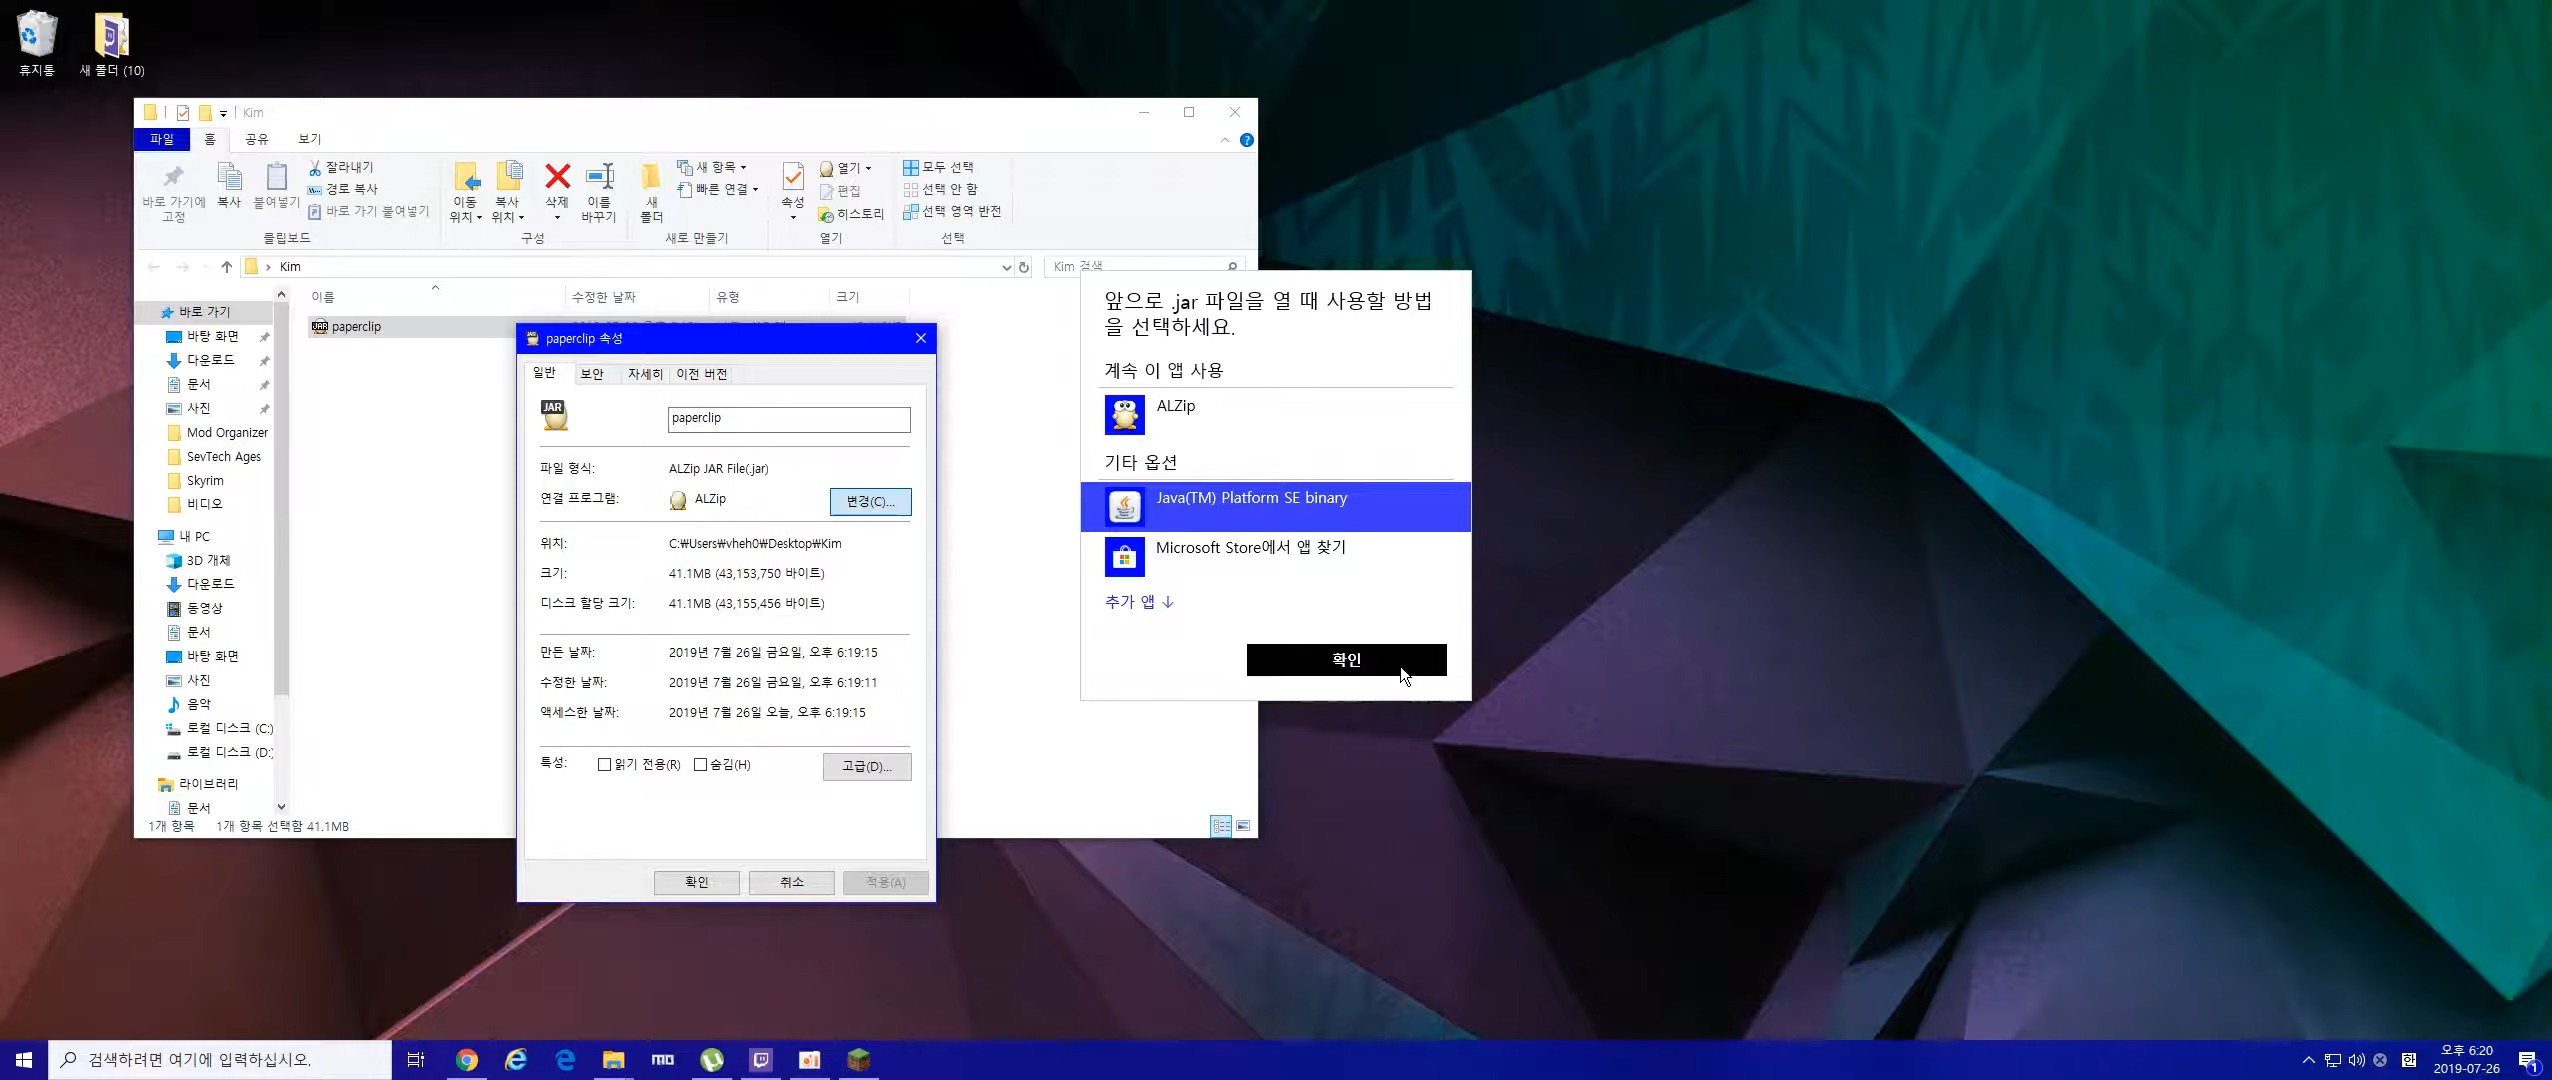 휴지통
새 폴더 (10)
Kim
파일
홈
공유
보기
바로 가기에
고정
복사
붙여넣기
잘라내기
경로 복사
바로 가기 붙여넣기
클립보드
이동
위치
복사
위치
삭제
이름
바꾸기
구성
새
폴더
새 항목
빠른 연결
새로 만들기
속성
열기
편집
히스토리
열기
모두 선택
선택 안 함
선택 영역 반전
선택
Kim
Kim 검색
이름
수정한 날짜
유형
크기
paperclip
바로 가기
바탕 화면
다운로드
문서
사진
Mod Organizer
SevTech Ages
Skyrim
비디오
내 PC
3D 개체
다운로드
동영상
문서
바탕 화면
사진
음악
로컬 디스크 (C:)
로컬 디스크 (D:)
라이브러리
문서
1개 항목
1개 항목 선택함 41.1MB
paperclip 속성
일반
보안
자세히
이전 버전
JAR
paperclip
파일 형식:
ALZip JAR File(.jar)
연결 프로그램:
ALZip
변경(C)...
위치:
C:₩Users₩vheh0₩Desktop₩Kim
크기:
41.1MB (43,153,750 바이트)
디스크 할당 크기:
41.1MB (43,155,456 바이트)
만든 날짜:
2019년 7월 26일 금요일, 오후 6:19:15
수정한 날짜:
2019년 7월 26일 금요일, 오후 6:19:11
액세스한 날짜:
2019년 7월 26일 오늘, 오후 6:19:15
특성:
읽기 전용(R)
숨김(H)
고급(D)...
확인
취소
적용(A)
앞으로 .jar 파일을 열 때 사용할 방법
을 선택하세요.
계속 이 앱 사용
ALZip
기타 옵션
Java(TM) Platform SE binary
Microsoft Store에서 앱 찾기
추가 앱 ↓
확인
검색하려면 여기에 입력하십시오.
MO
한
오후 6:20
2019-07-26
1